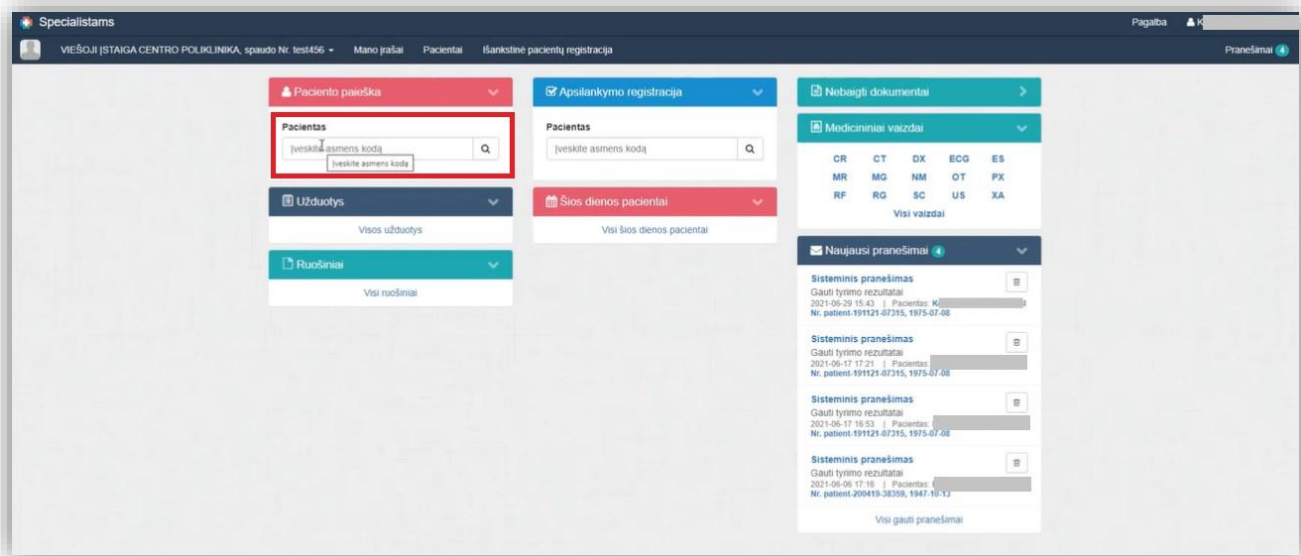 Specialistams
Pagalba
K
VIEŠOJI ĮSTAIGA CENTRO POLIKLINIKA, spaudo Nr. test456
Mano įrašai
Pacientai
Išankstinė pacientų registracija
Pranešimai 4
Paciento paieška
Pacientas
Įveskite asmens kodą
Įveskite asmens kodą
Užduotys
Visos užduotys
Ruošiniai
Visi ruošiniai
Apsilankymo registracija
Pacientas
Įveskite asmens kodą
Šios dienos pacientai
Visi šios dienos pacientai
Nebaigti dokumentai
Medicininiai vaizdai
CR CT DX ECG ES
MR MG NM OT PX
RF RG SC US XA
Visi vaizdai
Naujausi pranešimai 4
Sisteminis pranešimas
Gauti tyrimo rezultatai
2021-06-29 15:43 | Pacientas: K
Nr. patient-191121-07315, 1975-07-08
Sisteminis pranešimas
Gauti tyrimo rezultatai
2021-06-17 17:21 | Pacientas:
Nr. patient-191121-07315, 1975-07-08
Sisteminis pranešimas
Gauti tyrimo rezultatai
2021-06-17 16:53 | Pacientas:
Nr. patient-191121-07315, 1975-07-08
Sisteminis pranešimas
Gauti tyrimo rezultatai
2021-06-06 17:16 | Pacientas:
Nr. patient-200419-38359, 1947-10-13
Visi gauti pranešimai